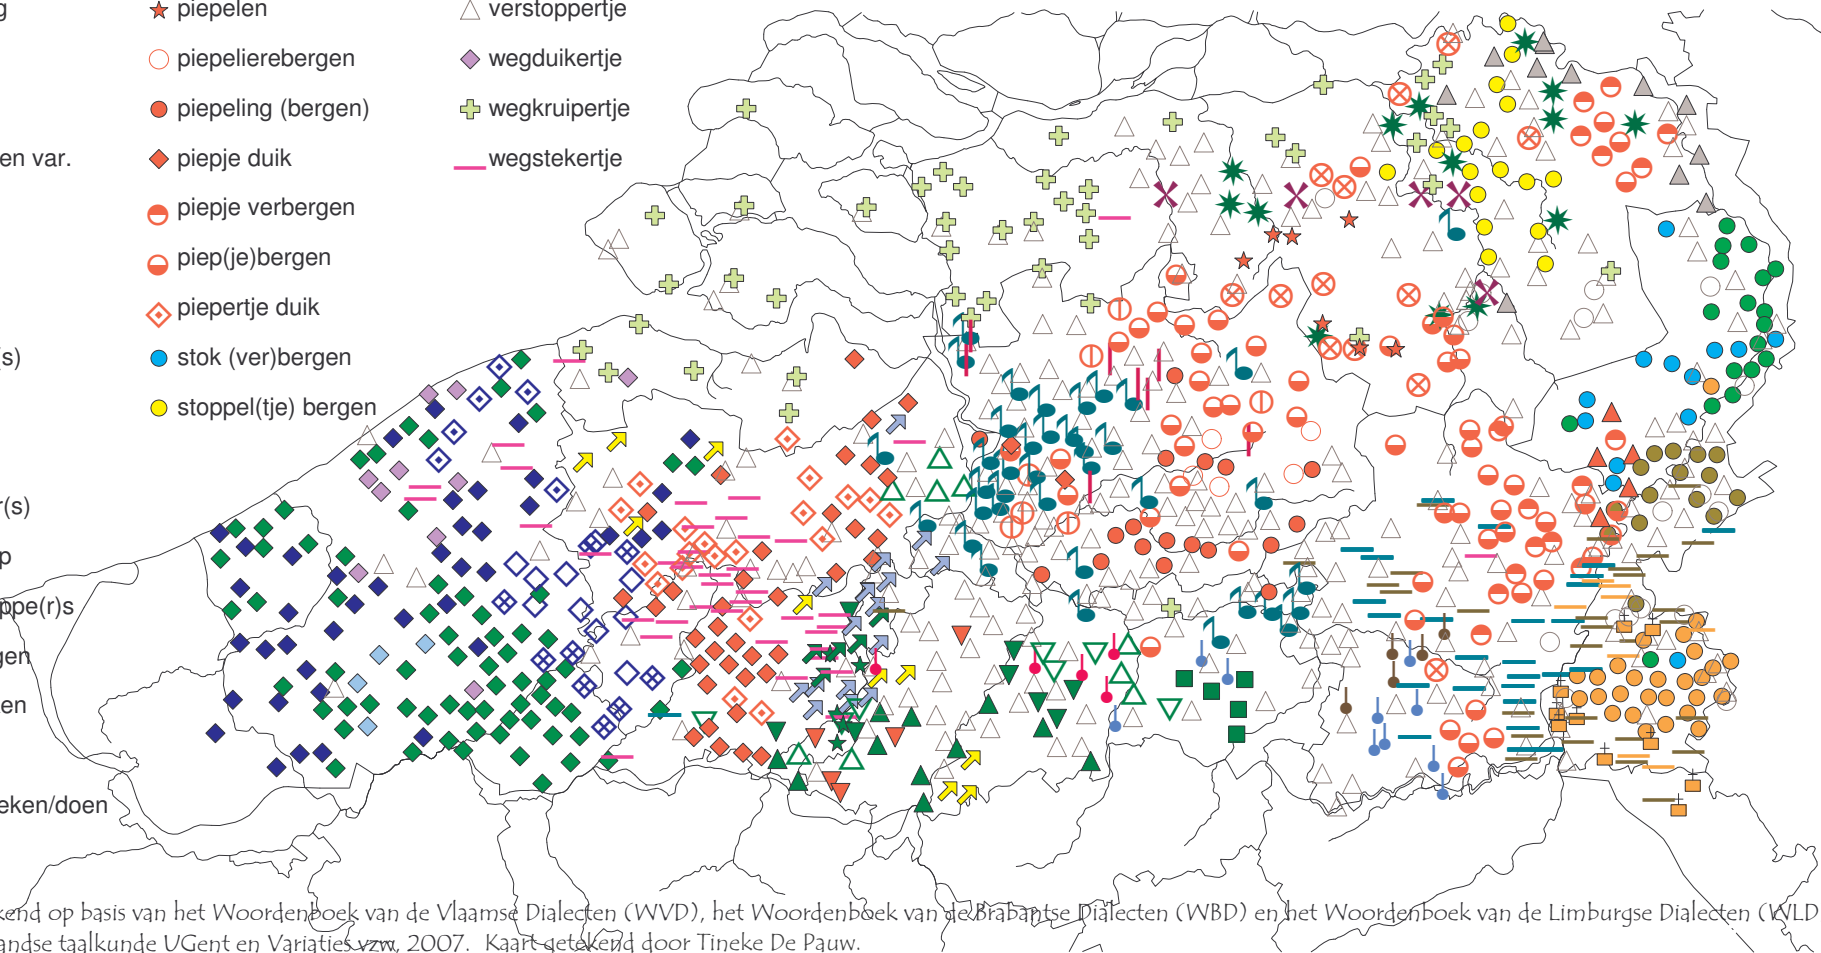 g
en var.
(s)
r(s)
p
ppe(r)s
gen
ken
eken/doen
piepelen
piepelierebergen
piepeling (bergen)
piepje duik
piepje verbergen
piep(je)bergen
piepertje duik
stok (ver)bergen
stoppel(tje) bergen
verstoppertje
wegduikertje
wegkruipertje
wegstekertje
kend op basis van het Woordenboek van de Vlaamse Dialecten (WVD), het Woordenboek van de Brabantse Dialecten (WBD) en het Woordenboek van de Limburgse Dialecten (WLD
andse taalkunde UGent en Variaties vzw, 2007. Kaart getekend door Tineke De Pauw.